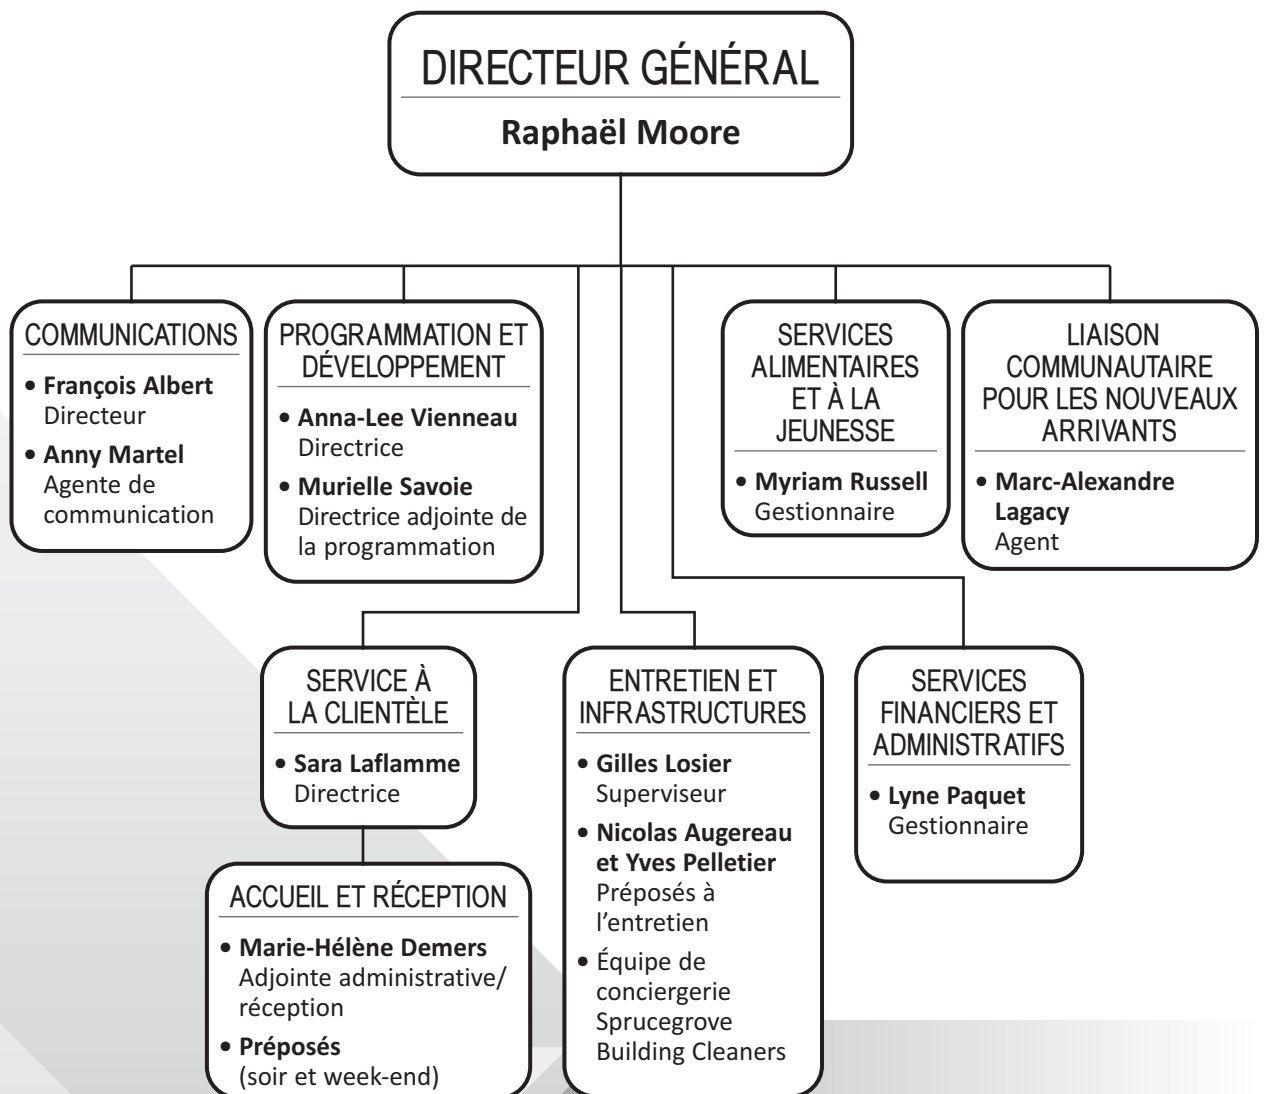 DIRECTEUR GÉNÉRAL
Raphaël Moore
COMMUNICATIONS
• François Albert
Directeur
• Anny Martel
Agente de
communication
PROGRAMMATION ET
DÉVELOPPEMENT
• Anna-Lee Vienneau
Directrice
• Murielle Savoie
Directrice adjointe de
la programmation
SERVICES
ALIMENTAIRES
ET À LA
JEUNESSE
• Myriam Russell
Gestionnaire
LIAISON
COMMUNAUTAIRE
POUR LES NOUVEAUX
ARRIVANTS
• Marc-Alexandre
Lagacy
Agent
SERVICE À
LA CLIENTÈLE
• Sara Laflamme
Directrice
ACCUEIL ET RÉCEPTION
• Marie-Hélène Demers
Adjointe administrative/
réception
• Préposés
(soir et week-end)
ENTRETIEN ET
INFRASTRUCTURES
• Gilles Losier
Superviseur
• Nicolas Augereau
et Yves Pelletier
Préposés à
l'entretien
• Équipe de
conciergerie
Sprucegrove
Building Cleaners
SERVICES
FINANCIERS ET
ADMINISTRATIFS
• Lyne Paquet
Gestionnaire